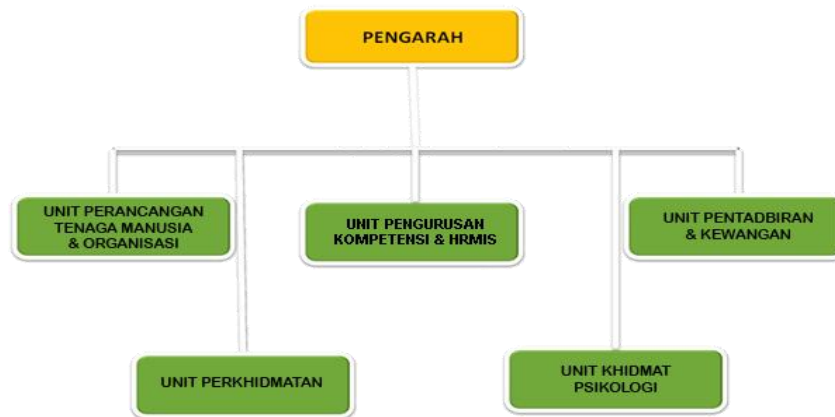 PENGARAH
UNIT PERANCANGAN
TENAGA MANUSIA
& ORGANISASI
UNIT PENGURUSAN
KOMPETENSI & HRMIS
UNIT PENTADBIRAN
& KEWANGAN
UNIT PERKHIDMATAN
UNIT KHIDMAT
PSIKOLOGI